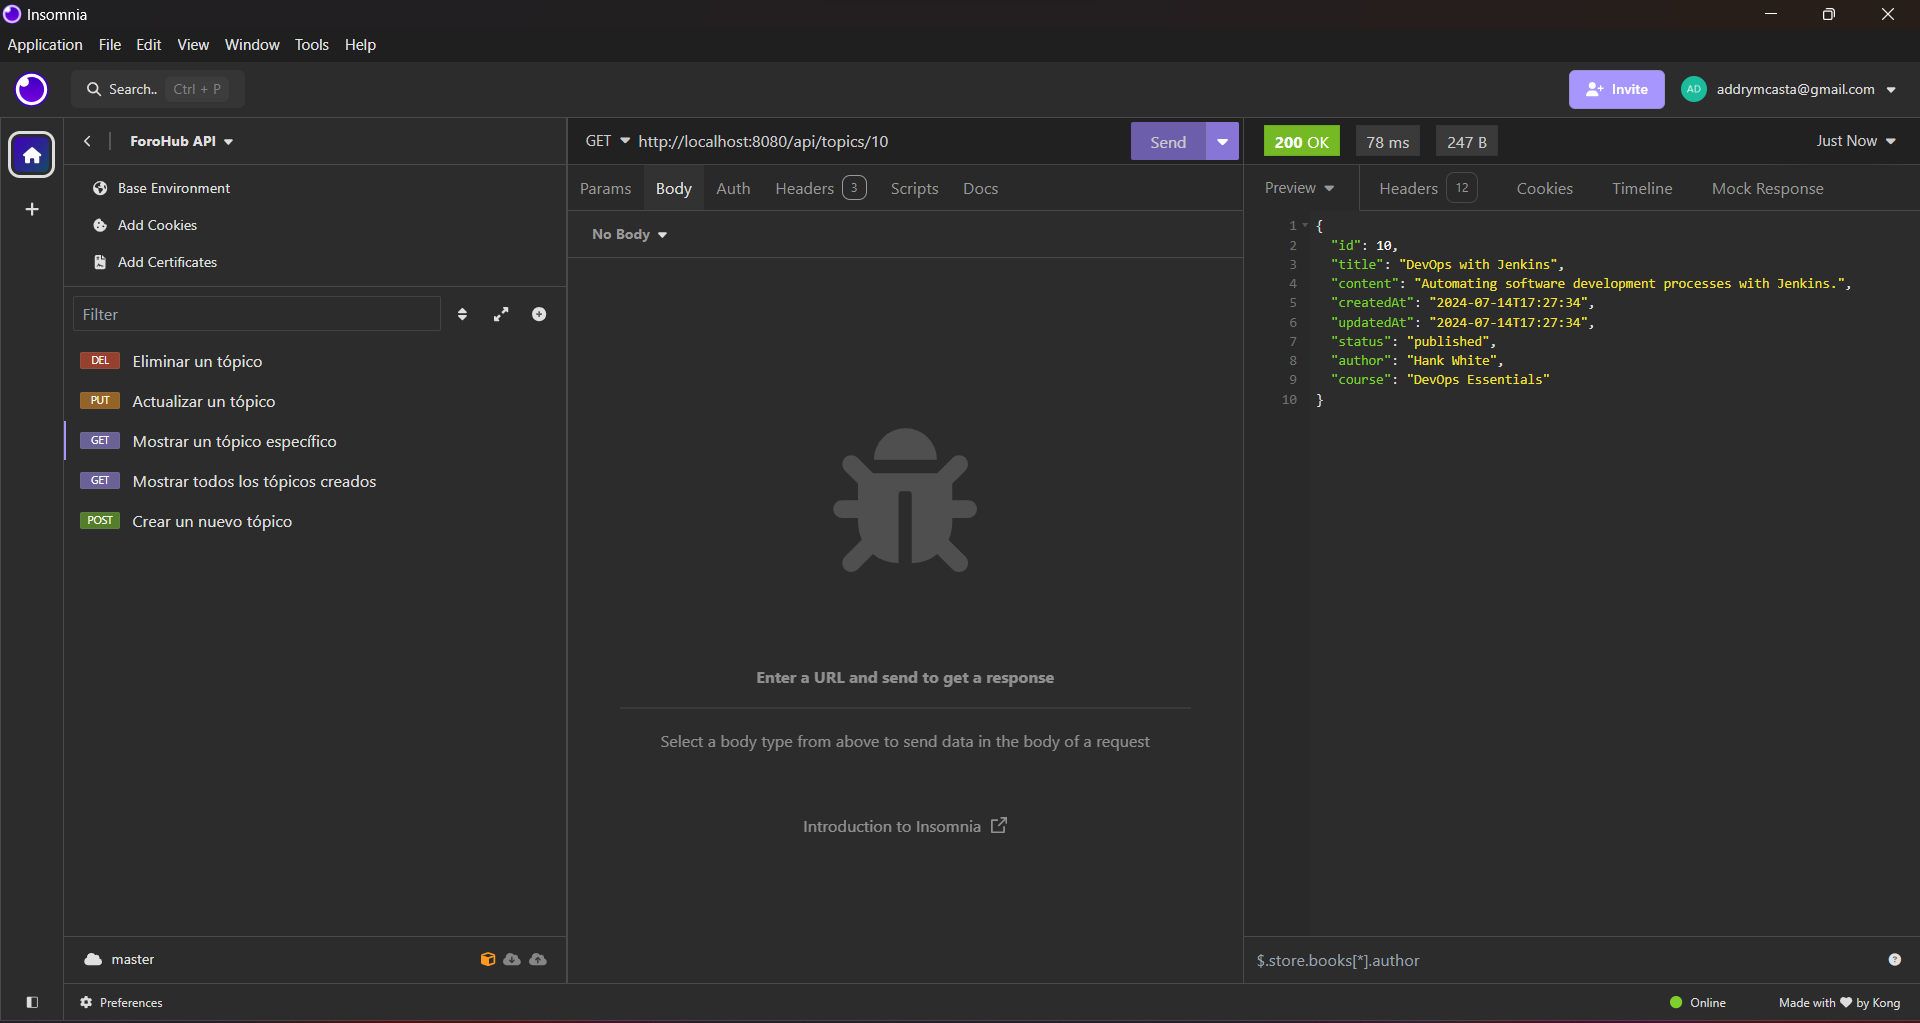 Insomnia
Application File Edit View Window Tools Help
Search.. Ctrl + P
Invite
AD addrymcasta@gmail.com
ForoHub API
Base Environment
Add Cookies
Add Certificates
Filter
DEL Eliminar un tópico
PUT Actualizar un tópico
GET Mostrar un tópico específico
GET Mostrar todos los tópicos creados
POST Crear un nuevo tópico
master
Preferences
GET http://localhost:8080/api/topics/10 Send
Params Body Auth Headers 3 Scripts Docs
No Body
Enter a URL and send to get a response
Select a body type from above to send data in the body of a request
Introduction to Insomnia
200 OK 78 ms 247 B Just Now
Preview Headers 12 Cookies Timeline Mock Response
1 {
2 "id": 10,
3 "title": "DevOps with Jenkins",
4 "content": "Automating software development processes with Jenkins.",
5 "createdAt": "2024-07-14T17:27:34",
6 "updatedAt": "2024-07-14T17:27:34",
7 "status": "published",
8 "author": "Hank White",
9 "course": "DevOps Essentials"
10 }
$.store.books[*].author
Online Made with ♥ by Kong